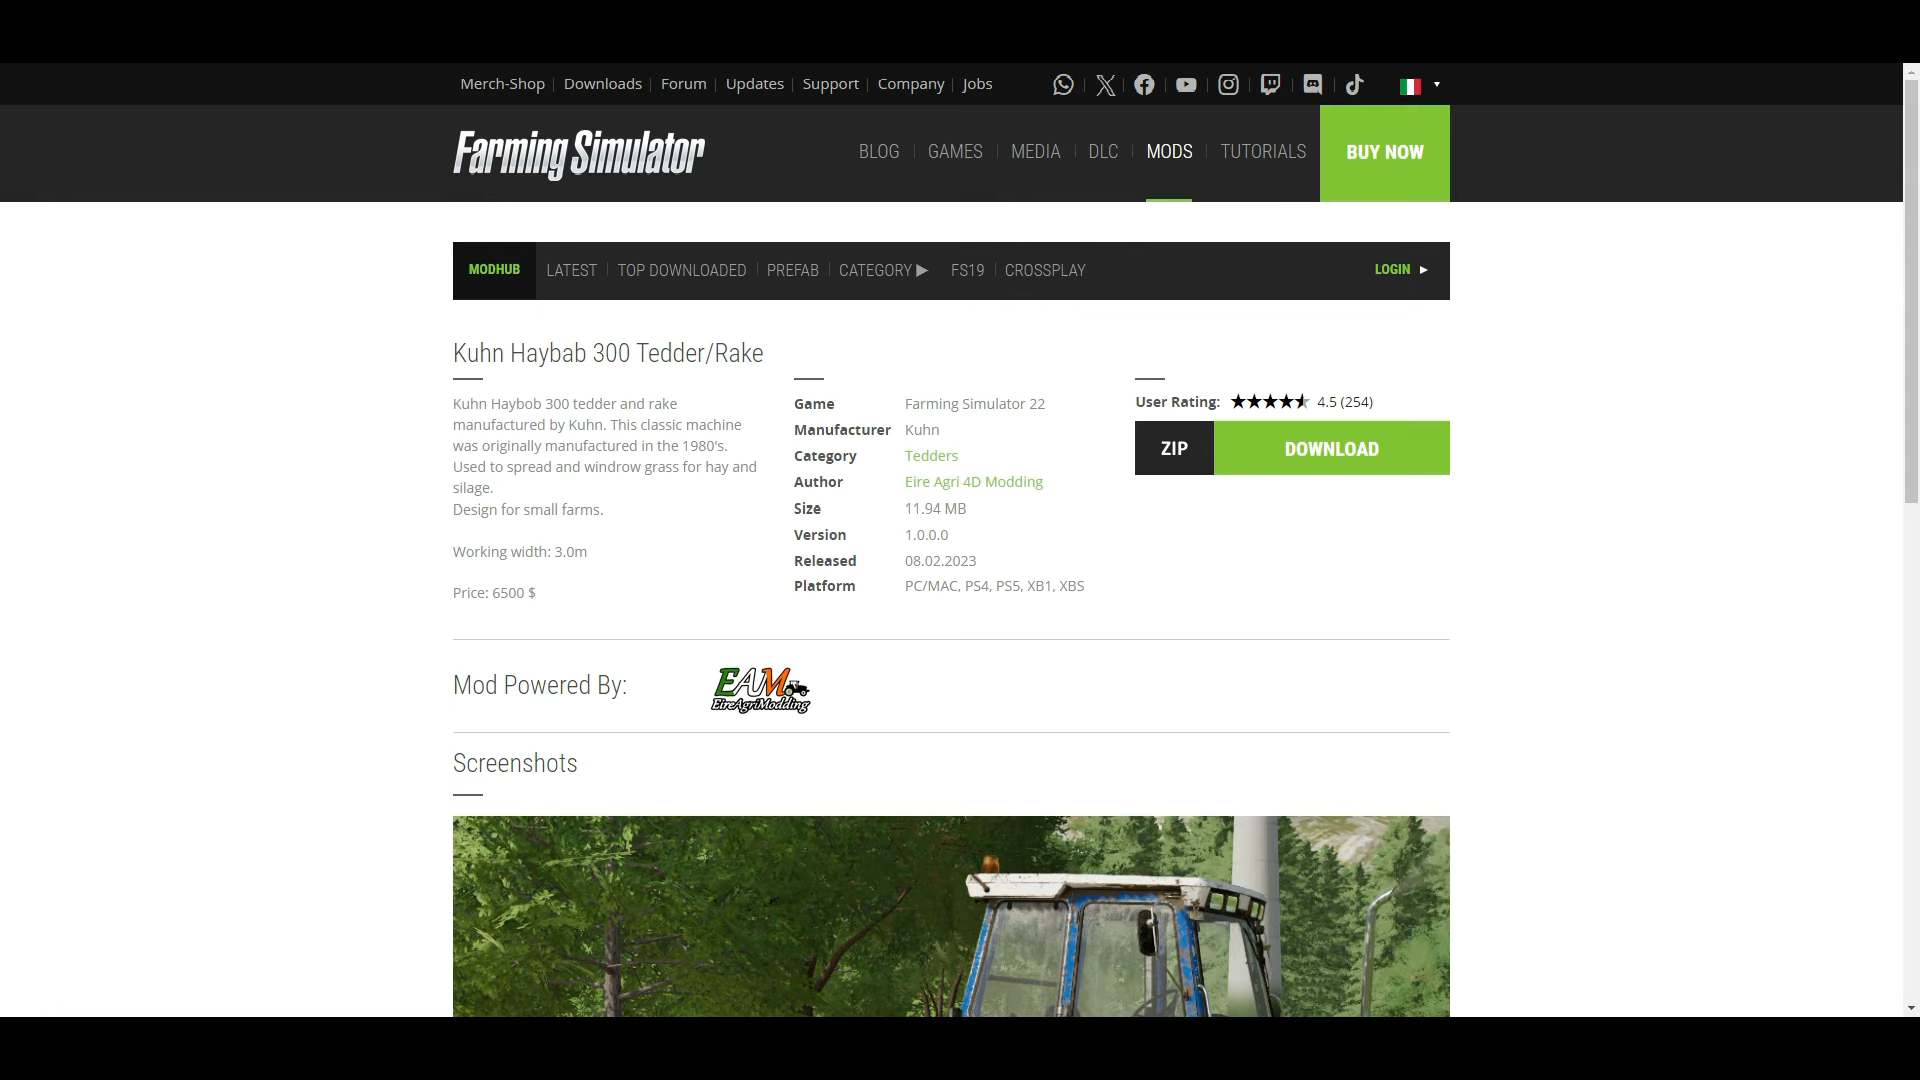 Merch-Shop Downloads Forum Updates Support Company Jobs
Farming Simulator
BLOG GAMES MEDIA DLC MODS TUTORIALS BUY NOW
MODHUB LATEST TOP DOWNLOADED PREFAB CATEGORY FS19 CROSSPLAY LOGIN
Kuhn Haybab 300 Tedder/Rake
Kuhn Haybob 300 tedder and rake
manufactured by Kuhn. This classic machine
was originally manufactured in the 1980's.
Used to spread and windrow grass for hay and
silage.
Design for small farms.
Working width: 3.0m
Price: 6500 $
Game Farming Simulator 22
Manufacturer Kuhn
Category Tedders
Author Eire Agri 4D Modding
Size 11.94 MB
Version 1.0.0.0
Released 08.02.2023
Platform PC/MAC, PS4, PS5, XB1, XBS
User Rating: 4.5 (254)
ZIP DOWNLOAD
Mod Powered By:
EAM
EireAgriModding
Screenshots